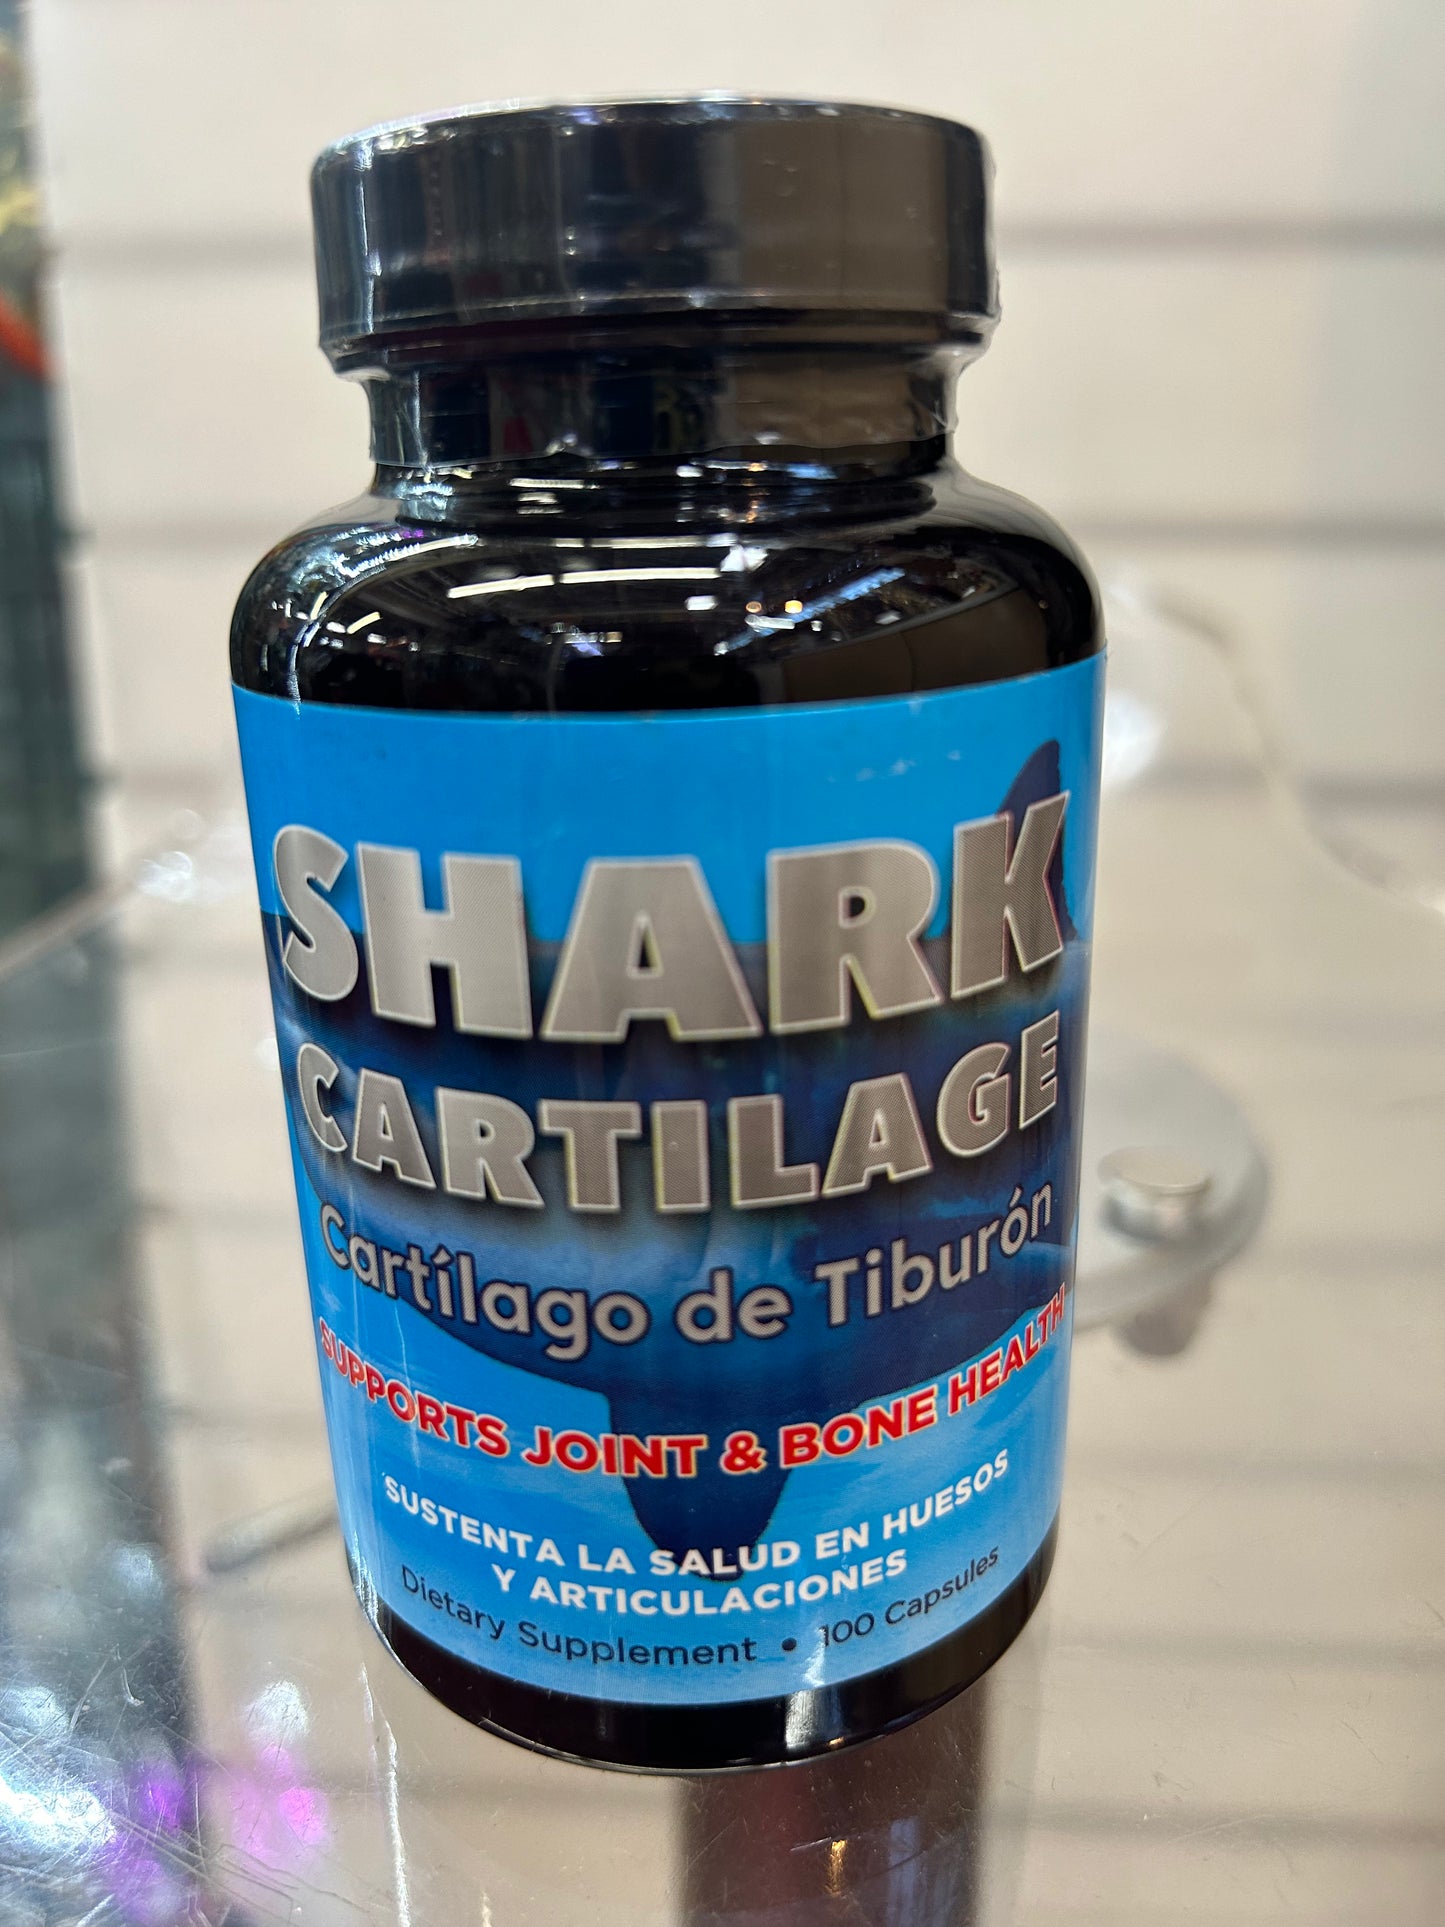 SHARK
CARTILAGE
Cartílago de Tiburón
SUPPORTS JOINT & BONE HEALTH
SUSTENTA LA SALUD EN HUESOS
Y ARTICULACIONES
Dietary Supplement • 100 Capsules